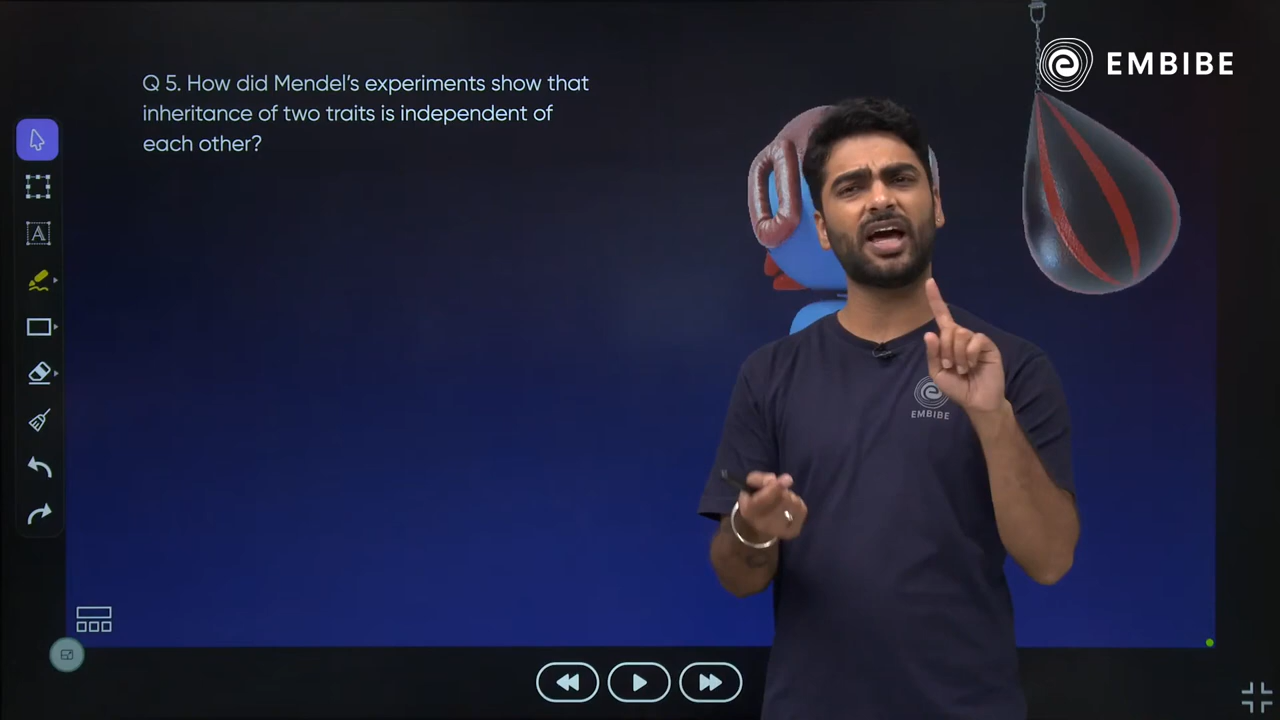 Q 5. How did Mendel's experiments show that
inheritance of two traits is independent of
each other?
EMBIBE
A
EMBIBE